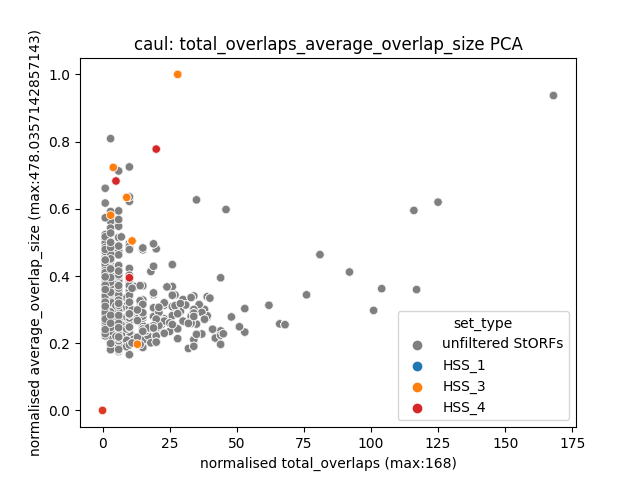 caul: total_overlaps_average_overlap_size PCA
normalised average_overlap_size (max:478.0357142857143)
1.0
0.8
0.6
0.4
0.2
0.0
set_type
unfiltered StORFs
HSS_1
HSS_3
HSS_4
0 25 50 75 100 125 150 175
normalised total_overlaps (max:168)